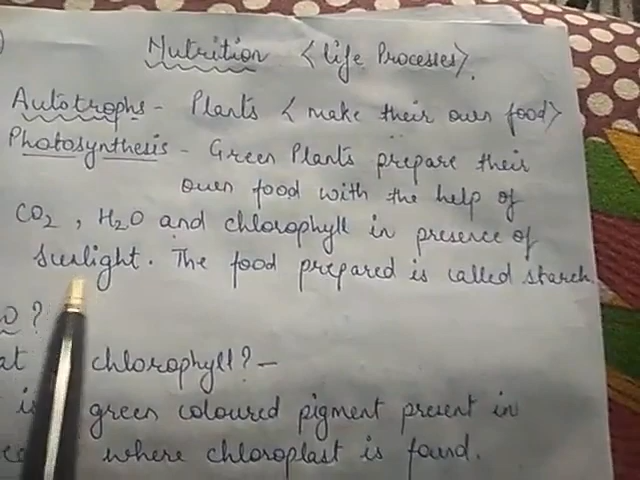 Nutrition <life Processes>.
Autotrophs - Plants < make their own food>
Photosynthesis - Green Plants prepare their
own food with the help of
CO2, H2O and chlorophyll in presence of
sunlight. The food prepared is called starch.
?
chlorophyll? -
green coloured pigment present in
where chloroplast is found.